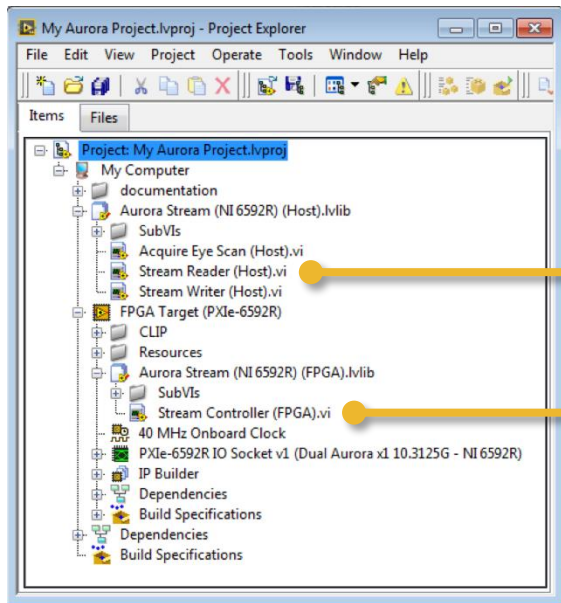 My Aurora Project.lvproj - Project Explorer
File Edit View Project Operate Tools Window Help
Items Files
Project: My Aurora Project.lvproj
My Computer
documentation
Aurora Stream (NI 6592R) (Host).lvlib
SubVIs
Acquire Eye Scan (Host).vi
Stream Reader (Host).vi
Stream Writer (Host).vi
FPGA Target (PXIe-6592R)
CLIP
Resources
Aurora Stream (NI 6592R) (FPGA).lvlib
SubVIs
Stream Controller (FPGA).vi
40 MHz Onboard Clock
PXIe-6592R IO Socket v1 (Dual Aurora x1 10.3125G - NI 6592R)
IP Builder
Dependencies
Build Specifications
Dependencies
Build Specifications